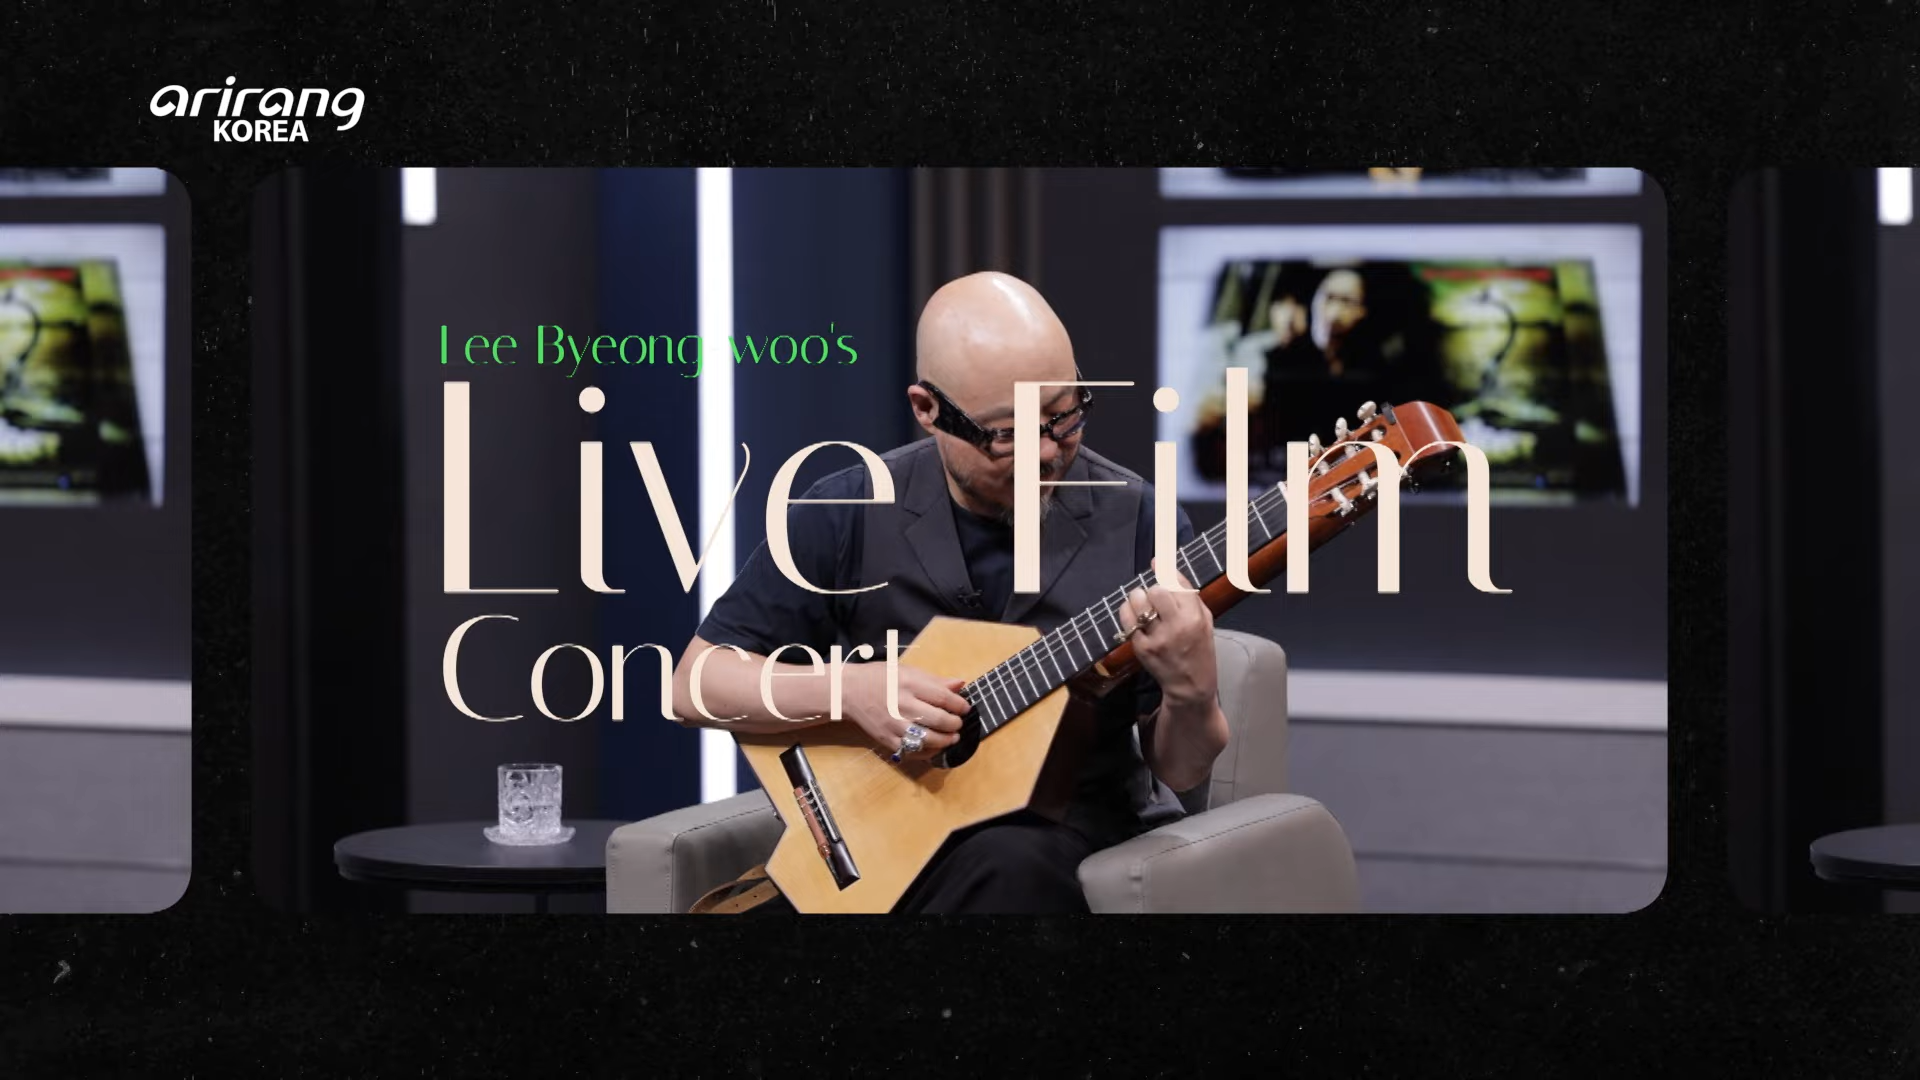 arirang
KOREA
Lee Byeong woo's
Live Film
Concert